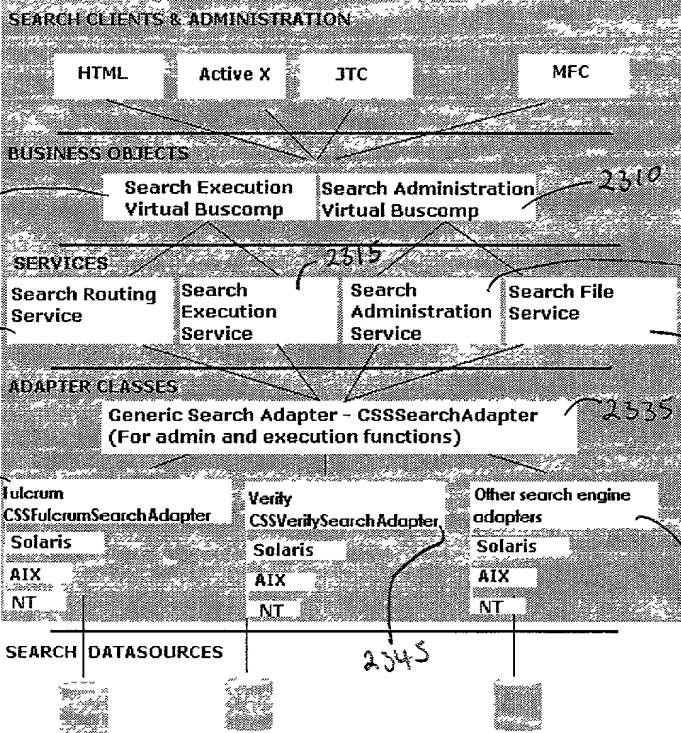 SEARCH CLIENTS & ADMINISTRATION
HTML Active X JTC MFC
BUSINESS OBJECTS
Search Execution Search Administration 2310
Virtual Buscomp Virtual Buscomp
SERVICES 2315
Search Routing Search Search Search File
Service Execution Administration Service
Service Service
ADAPTER CLASSES
Generic Search Adapter - CSSSearchAdapter 2335
(For admin and execution functions)
Fulcrum Verify Other search engine
CSSFulcrumSearchAdapter CSSVeritySearchAdapter adapters
Solaris Solaris Solaris
AIX AIX AIX
NT NT NT
SEARCH DATASOURCES 2345